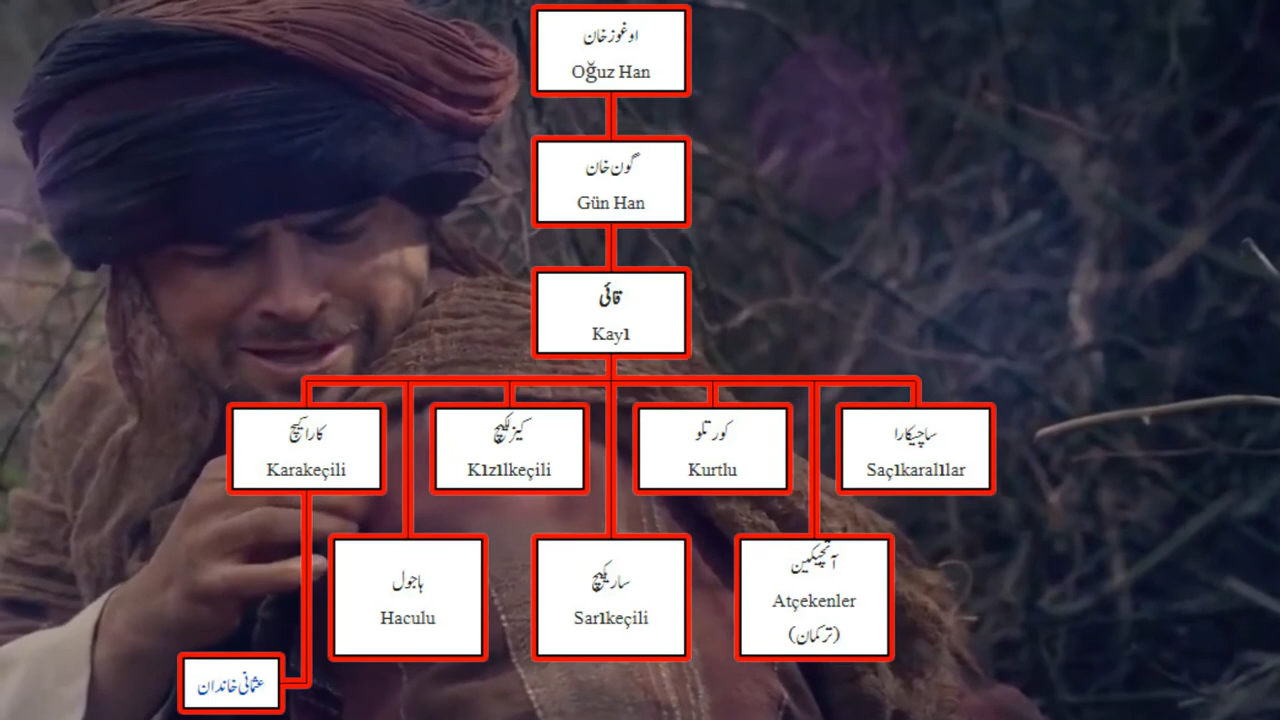 اوغوز خان
Oğuz Han
گون خان
Gün Han
قائی
Kayı
کاراکیچ
Karakeçili
کیزلکیچ
Kızılkeçili
کورتلو
Kurtlu
ساچیکارا
Saçıkaralılar
ہاجول
Haculu
ساریکیچ
Sarıkeçili
آتچیکین
Atçekenler
(ترکمان)
عثمانی خاندان